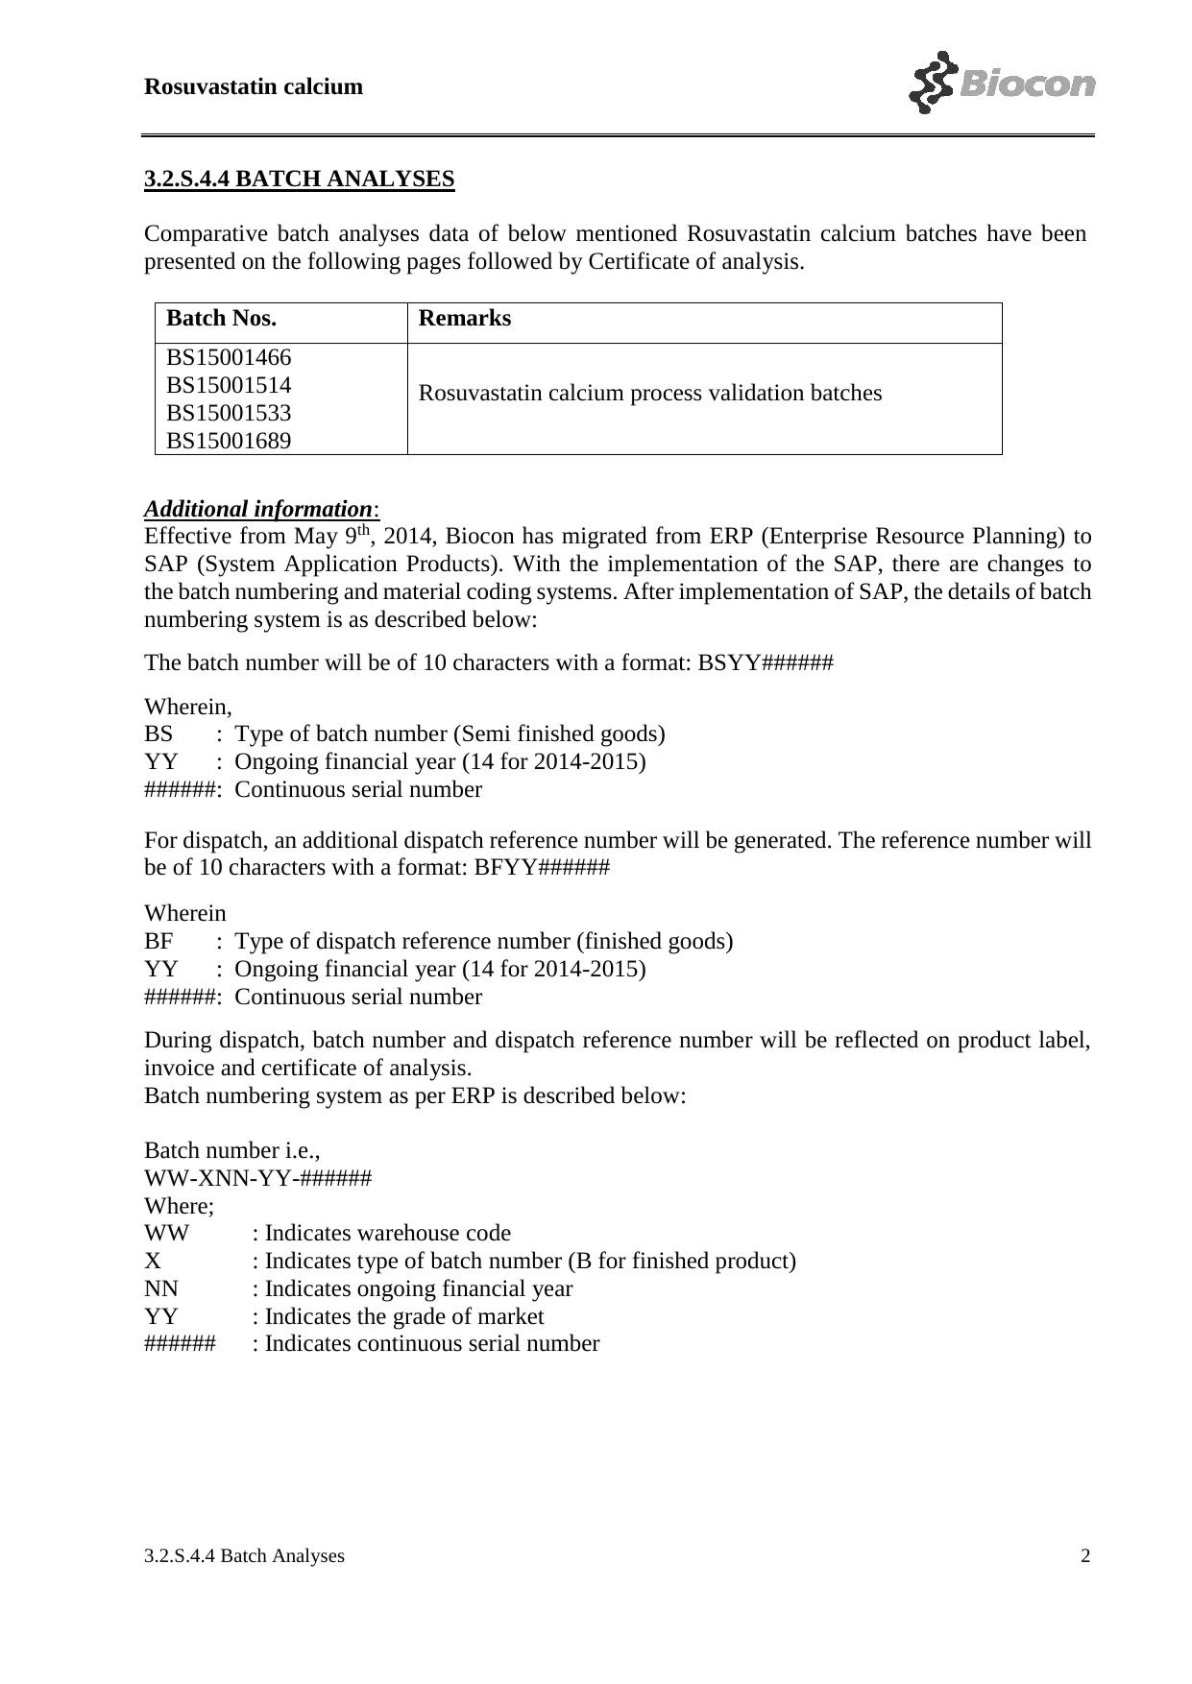 Rosuvastatin calcium
Biocon
3.2.S.4.4 BATCH ANALYSES
Comparative batch analyses data of below mentioned Rosuvastatin calcium batches have been
presented on the following pages followed by Certificate of analysis.
Batch Nos. Remarks
BS15001466
BS15001514
BS15001533
BS15001689
Rosuvastatin calcium process validation batches
Additional information:
Effective from May 9th, 2014, Biocon has migrated from ERP (Enterprise Resource Planning) to
SAP (System Application Products). With the implementation of the SAP, there are changes to
the batch numbering and material coding systems. After implementation of SAP, the details of batch
numbering system is as described below:
The batch number will be of 10 characters with a format: BSYY######
Wherein,
BS : Type of batch number (Semi finished goods)
YY : Ongoing financial year (14 for 2014-2015)
######: Continuous serial number
For dispatch, an additional dispatch reference number will be generated. The reference number will
be of 10 characters with a format: BFYY######
Wherein
BF : Type of dispatch reference number (finished goods)
YY : Ongoing financial year (14 for 2014-2015)
######: Continuous serial number
During dispatch, batch number and dispatch reference number will be reflected on product label,
invoice and certificate of analysis.
Batch numbering system as per ERP is described below:
Batch number i.e.,
WW-XNN-YY-######
Where;
WW : Indicates warehouse code
X : Indicates type of batch number (B for finished product)
NN : Indicates ongoing financial year
YY : Indicates the grade of market
###### : Indicates continuous serial number
3.2.S.4.4 Batch Analyses 2